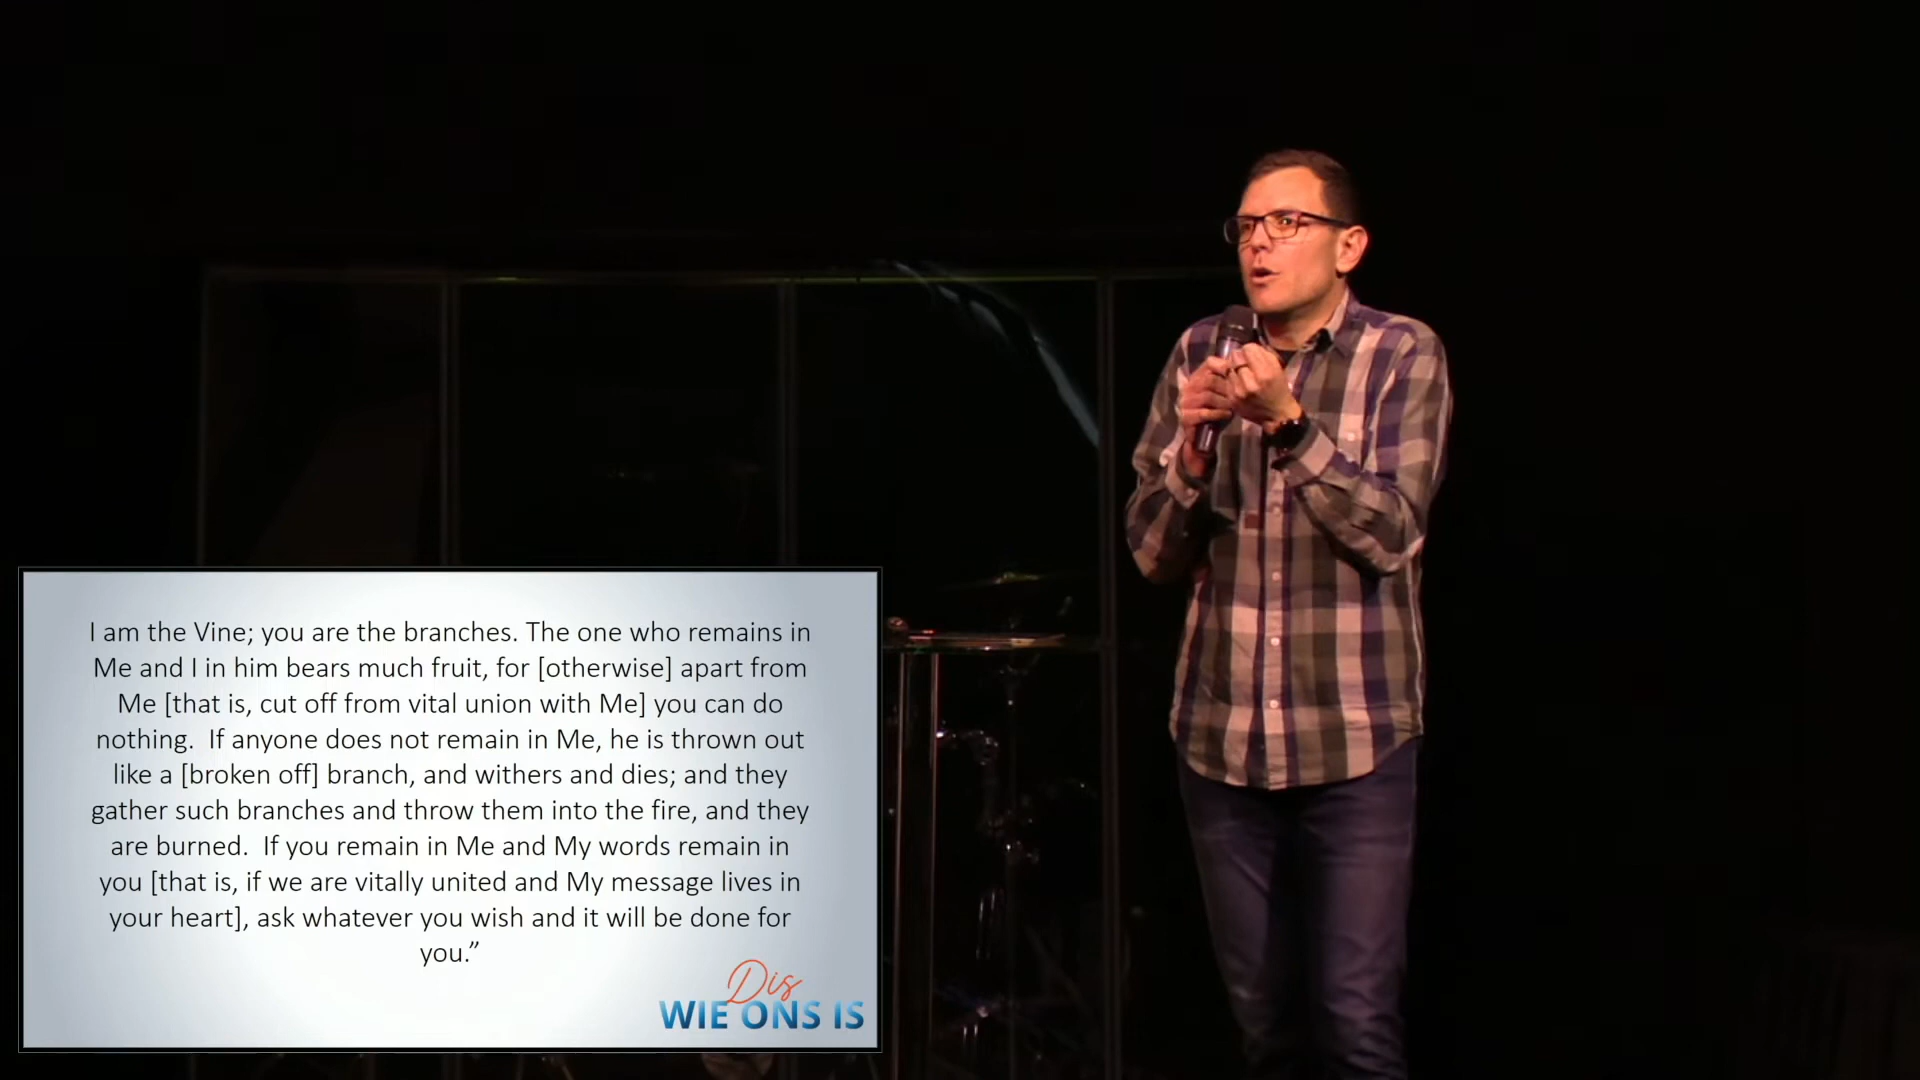 I am the Vine; you are the branches. The one who remains in
Me and I in him bears much fruit, for [otherwise] apart from
Me [that is, cut off from vital union with Me] you can do
nothing.  If anyone does not remain in Me, he is thrown out
like a [broken off] branch, and withers and dies; and they
gather such branches and throw them into the fire, and they
are burned.  If you remain in Me and My words remain in
you [that is, if we are vitally united and My message lives in
your heart], ask whatever you wish and it will be done for
you.”
Dis
WIE ONS IS